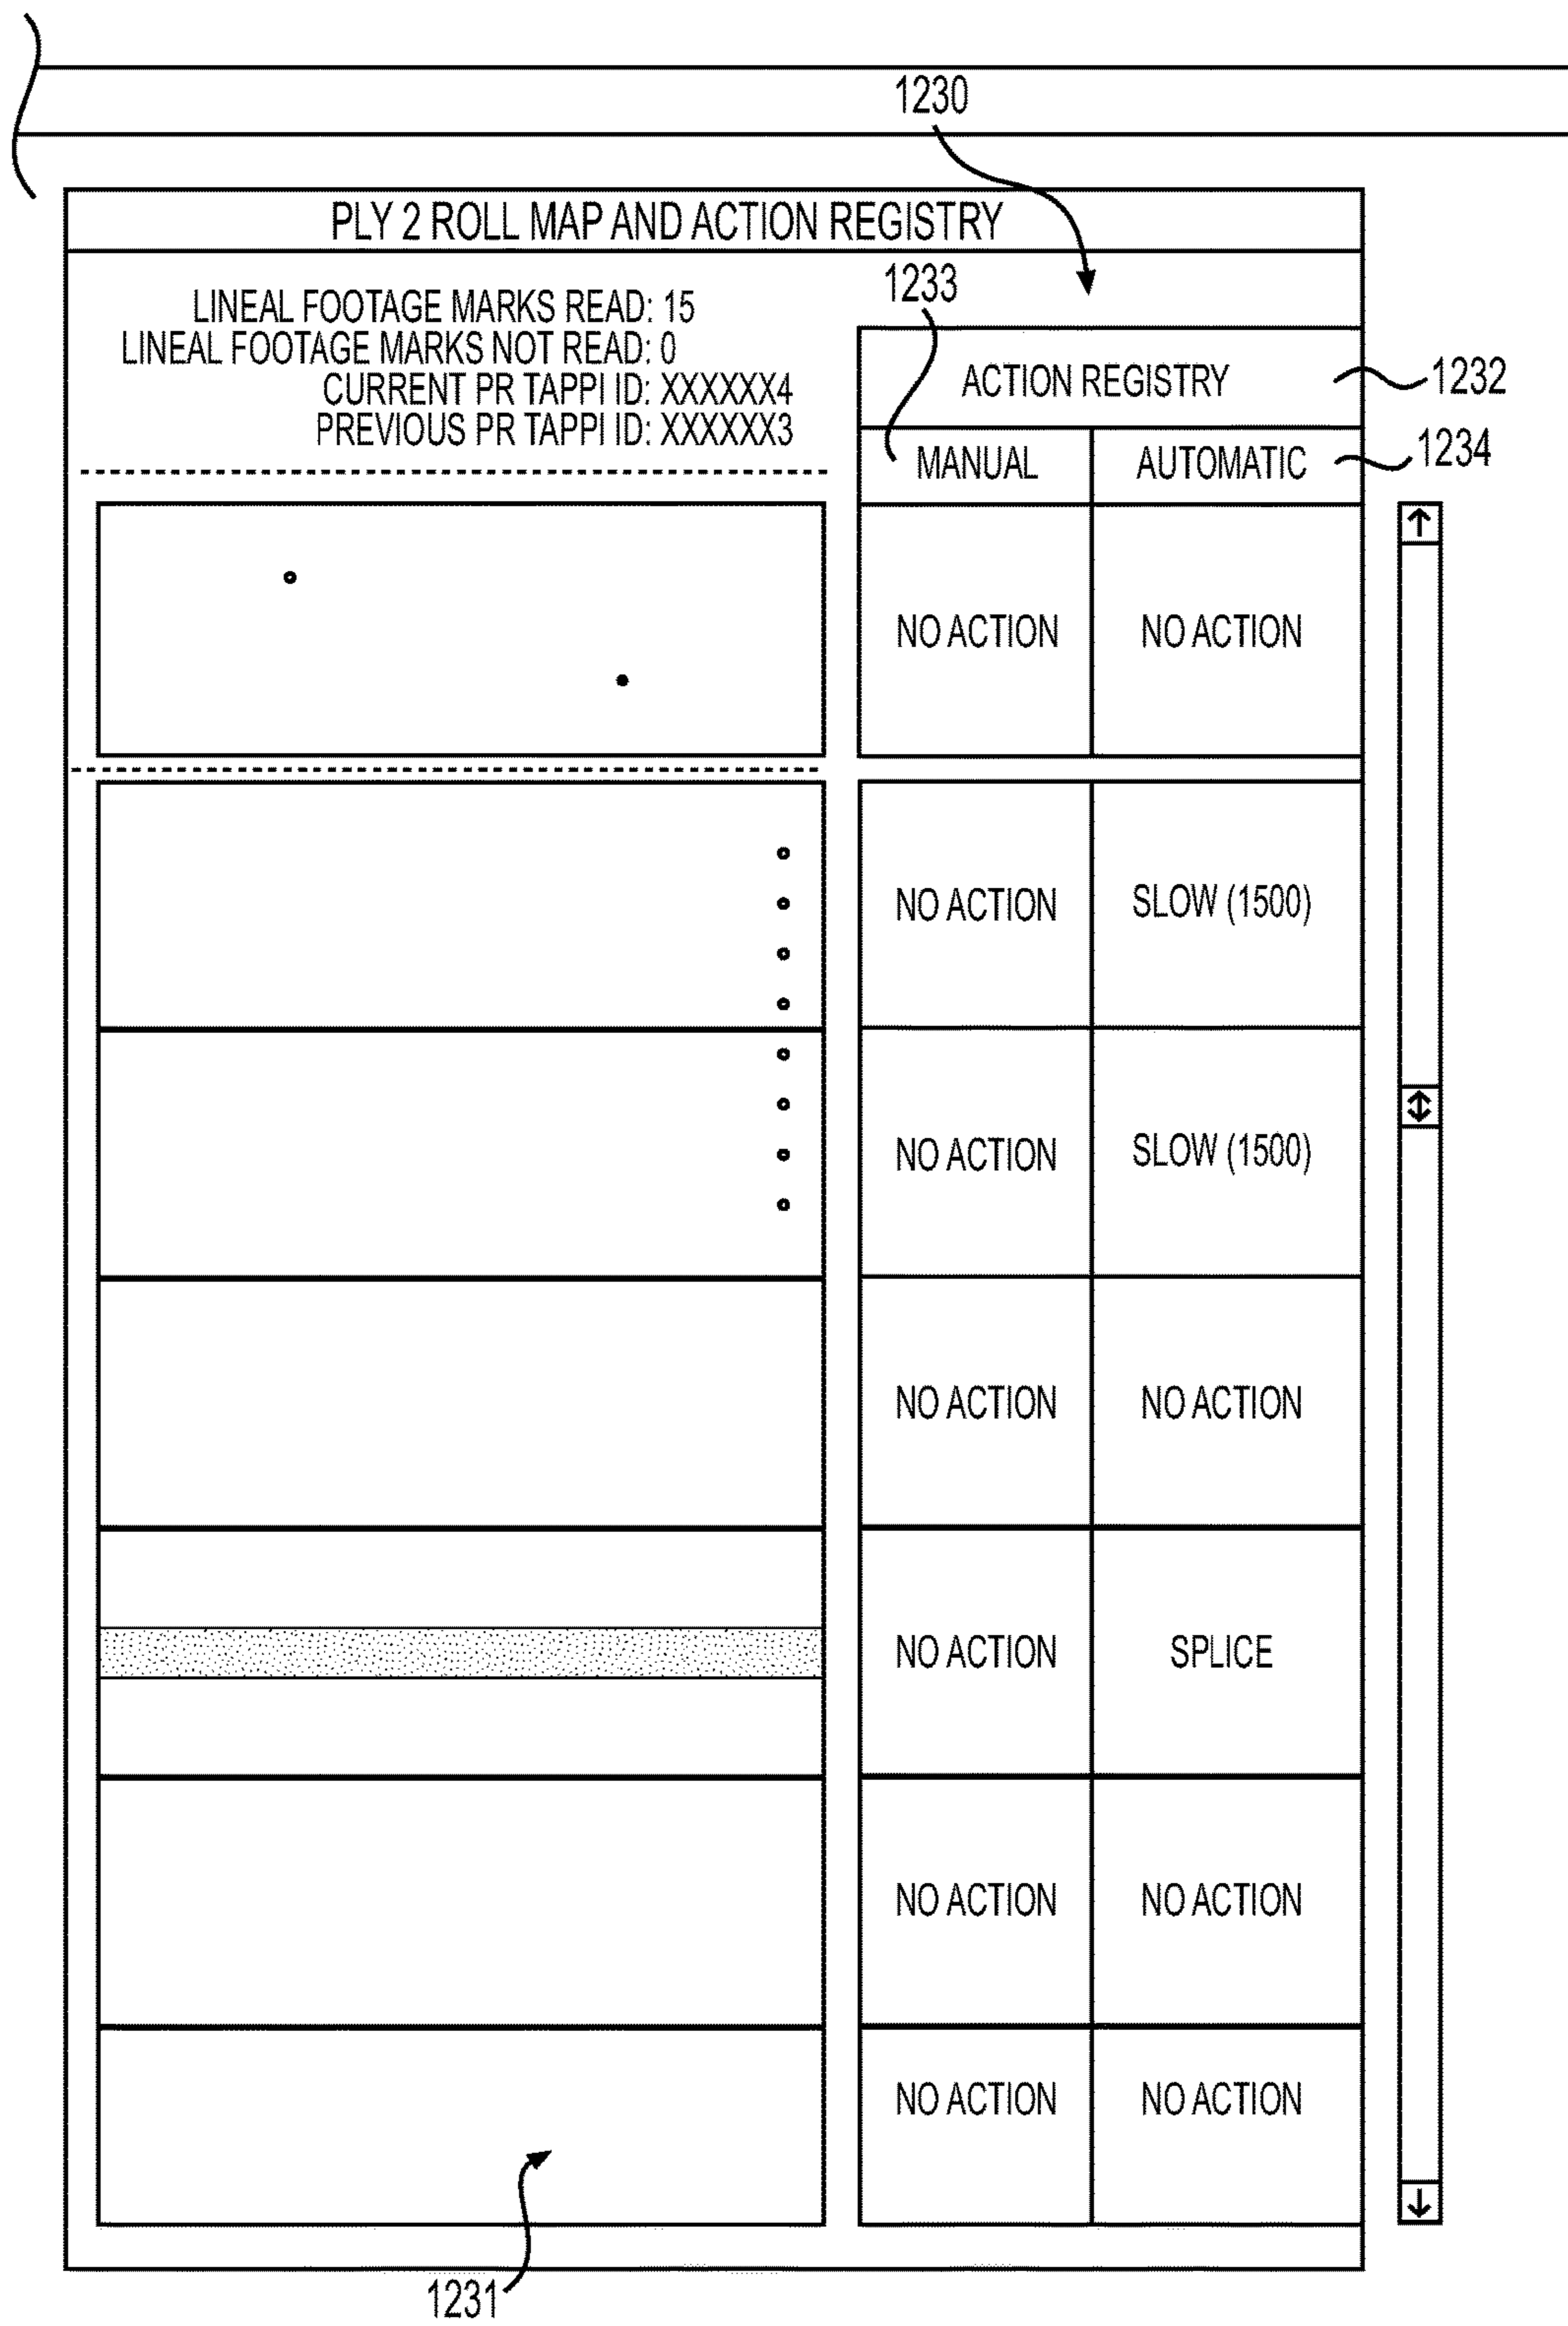 1230
PLY 2 ROLL MAP AND ACTION REGISTRY
1233
LINEAL FOOTAGE MARKS READ: 15
LINEAL FOOTAGE MARKS NOT READ: 0
CURRENT PR TAPPI ID: XXXXXX4
PREVIOUS PR TAPPI ID: XXXXXX3
ACTION REGISTRY
1232
MANUAL AUTOMATIC
1234
NO ACTION NO ACTION
NO ACTION SLOW (1500)
NO ACTION SLOW (1500)
NO ACTION NO ACTION
NO ACTION SPLICE
NO ACTION NO ACTION
NO ACTION NO ACTION
1231